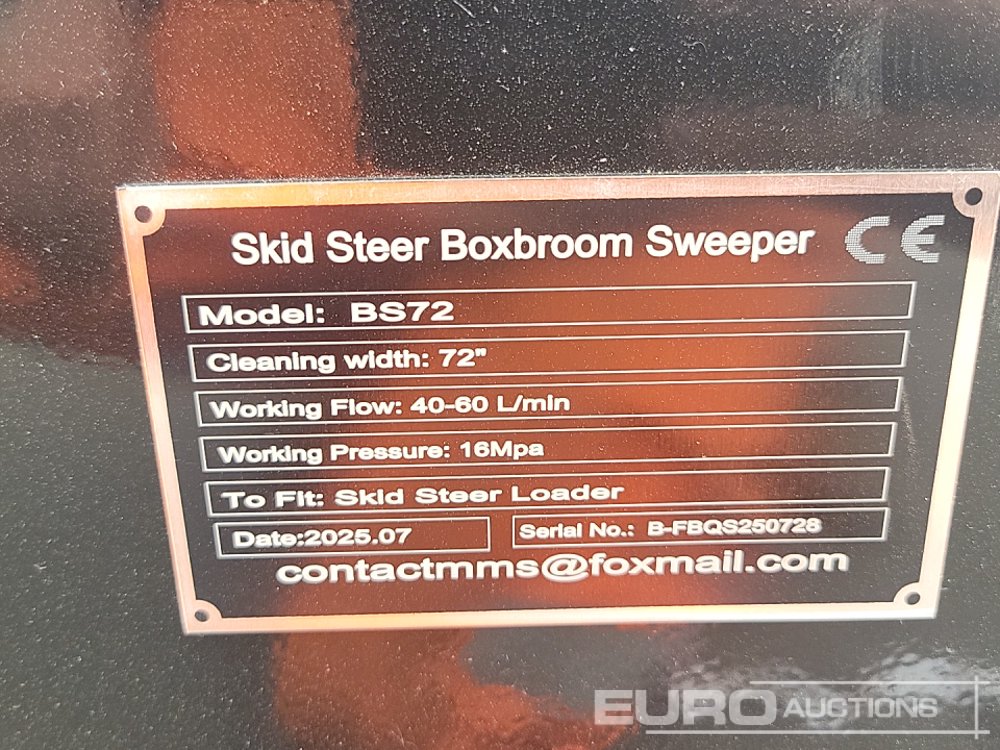 Skid Steer Boxbroom Sweeper CE
Model: BS72
Cleaning width: 72"
Working Flow: 40-60 L/min
Working Pressure: 16Mpa
To Fit: Skid Steer Loader
Date:2025.07 Serial No.: B-FBQS250728
contactmms@foxmail.com
EURO AUCTIONS